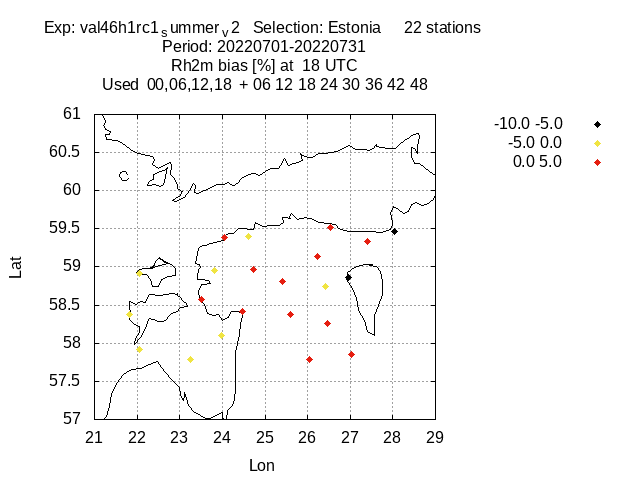 Exp: val46h1rc1summerv2 Selection: Estonia 22 stations
Period: 20220701-20220731
Rh2m bias [%] at 18 UTC
Used 00,06,12,18 + 06 12 18 24 30 36 42 48
-10.0 -5.0
-5.0 0.0
0.0 5.0
61
60.5
60
59.5
59
58.5
58
57.5
57
Lat
21 22 23 24 25 26 27 28 29
Lon